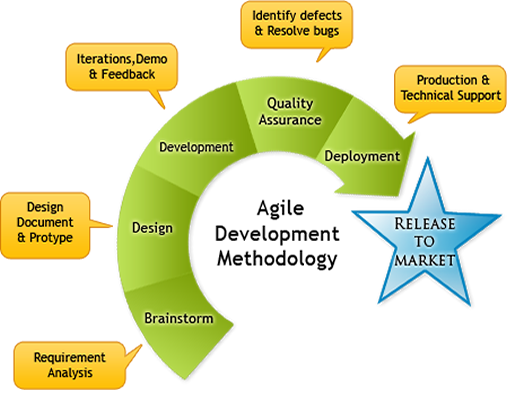 Identify defects
& Resolve bugs
Iterations,Demo
& Feedback
Production &
Technical Support
Quality
Assurance
Development
Deployment
Design
Document
& Protype
Design
Agile
Development
Methodology
RELEASE
TO
MARKET
Brainstorm
Requirement
Analysis